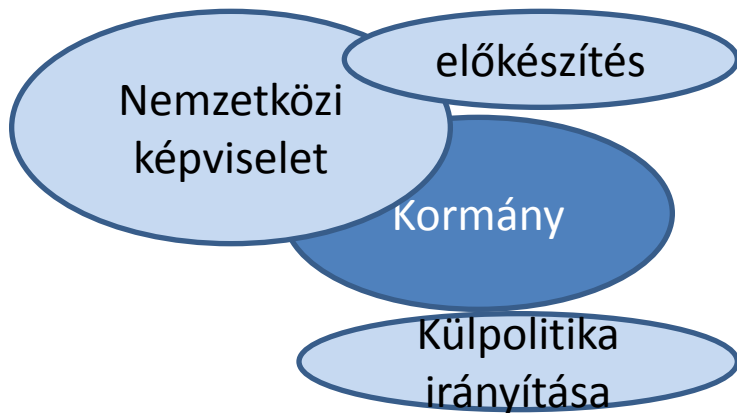 Nemzetközi
képviselet
előkészítés
Kormány
Külpolitika
irányítása